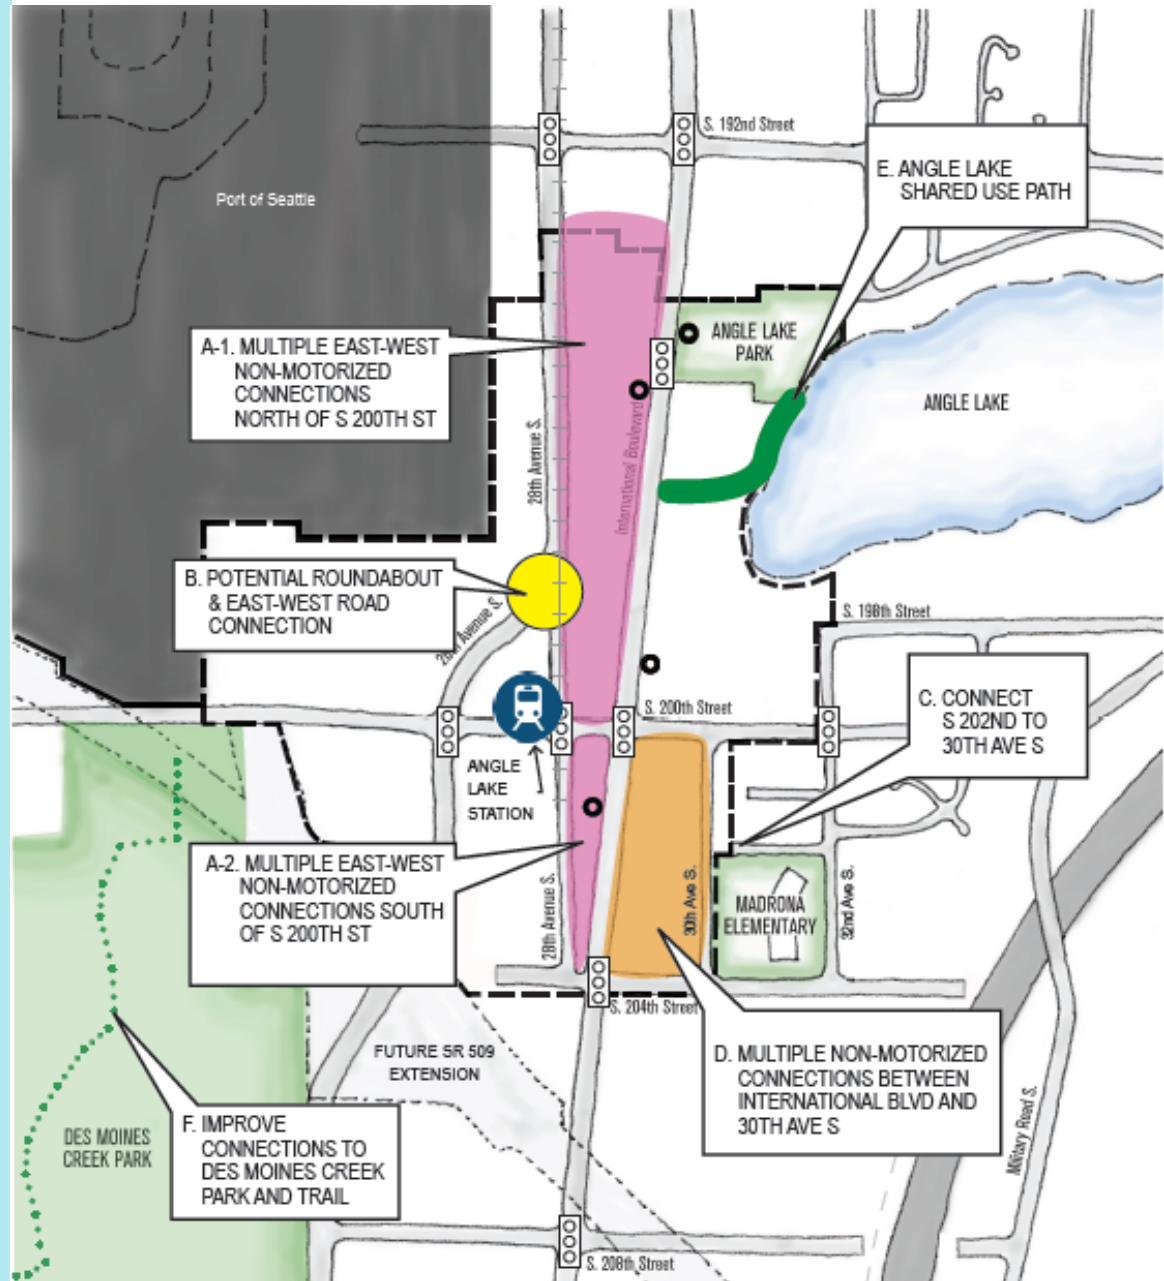 S. 192nd Street
E. ANGLE LAKE
SHARED USE PATH
Port of Seattle
A-1. MULTIPLE EAST-WEST
NON-MOTORIZED
CONNECTIONS
NORTH OF S 200TH ST
ANGLE LAKE
PARK
ANGLE LAKE
28th Avenue S.
International Boulevard
B. POTENTIAL ROUNDABOUT
& EAST-WEST ROAD
CONNECTION
28th Avenue S.
S. 198th Street
S. 200th Street
C. CONNECT
S 202ND TO
30TH AVE S
ANGLE
LAKE
STATION
A-2. MULTIPLE EAST-WEST
NON-MOTORIZED
CONNECTIONS SOUTH
OF S 200TH ST
28th Avenue S.
30th Ave S.
MADRONA
ELEMENTARY
32nd Ave S.
S. 204th Street
D. MULTIPLE NON-MOTORIZED
CONNECTIONS BETWEEN
INTERNATIONAL BLVD AND
30TH AVE S
FUTURE SR 509
EXTENSION
DES MOINES
CREEK PARK
F. IMPROVE
CONNECTIONS TO
DES MOINES CREEK
PARK AND TRAIL
Military Road S.
S. 208th Street